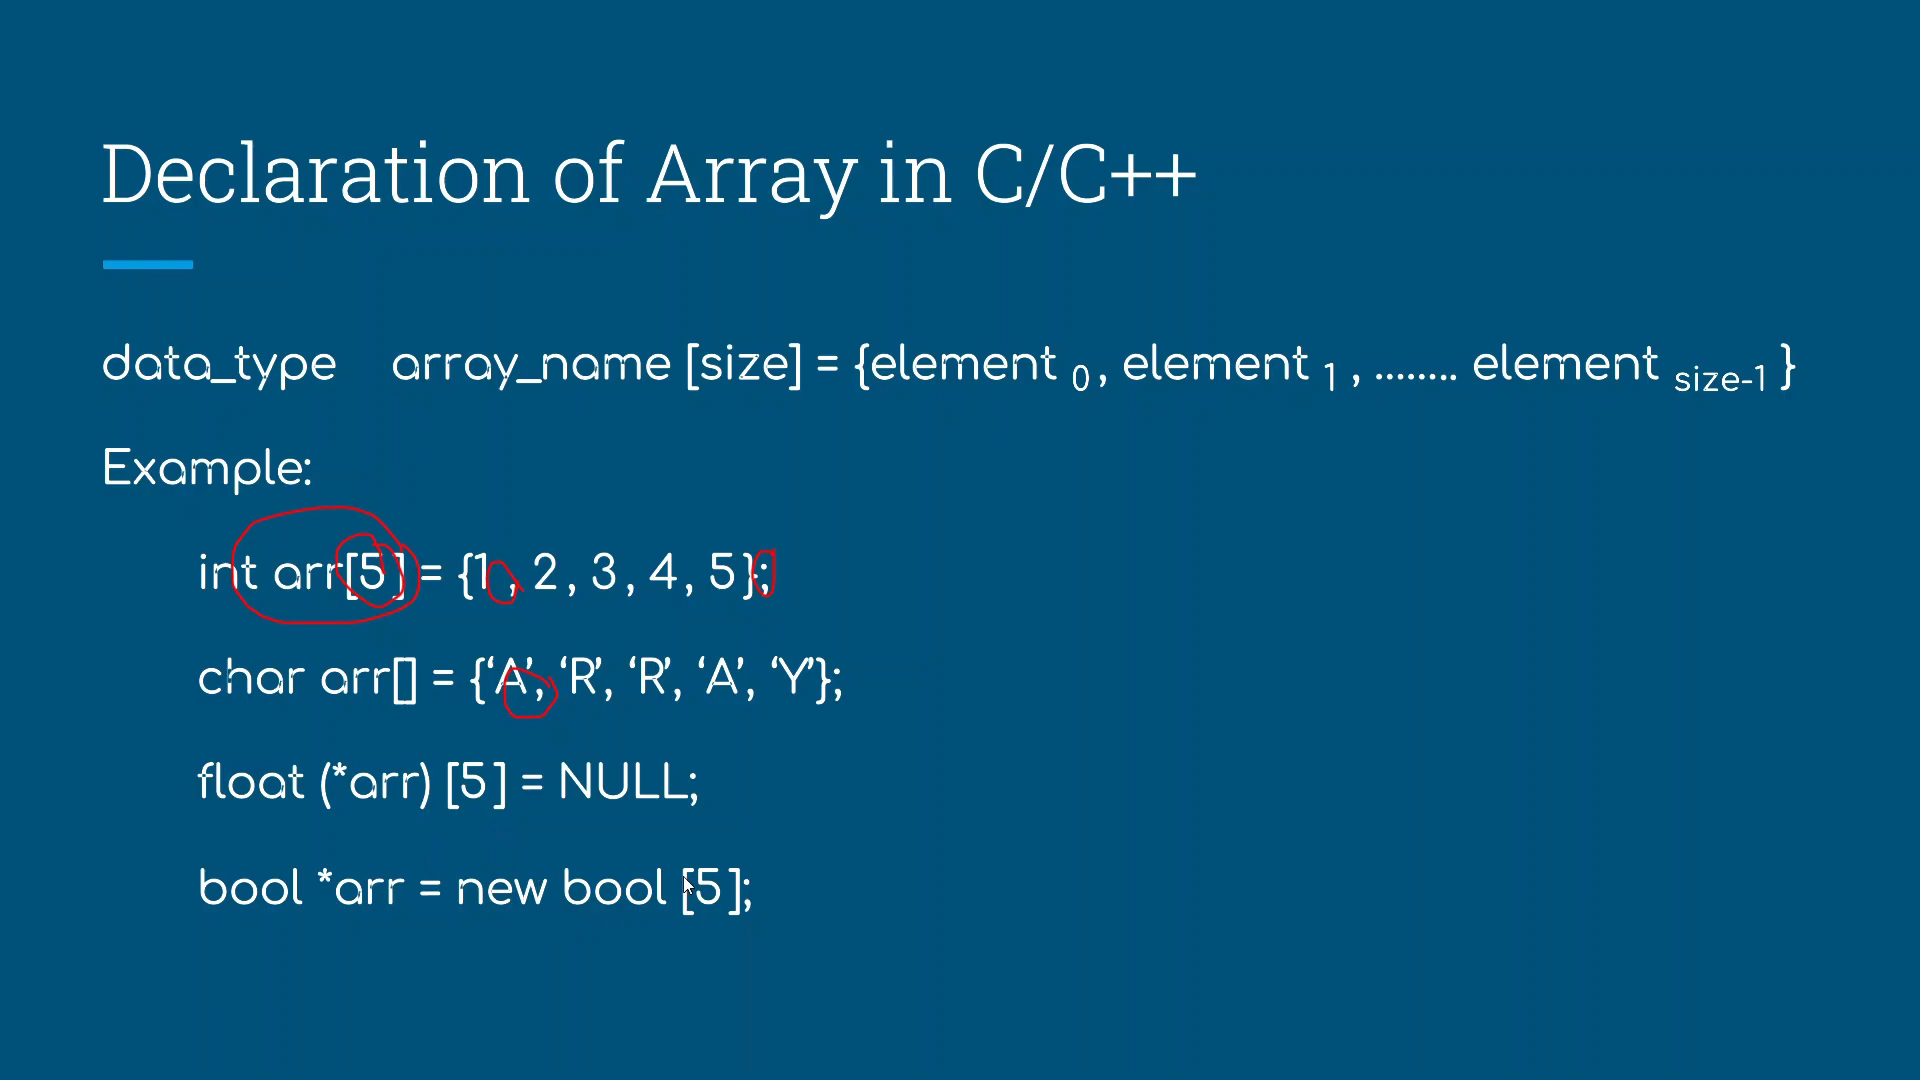 Declaration of Array in C/C++
data_type array_name [size] = {element 0, element 1, ........ element size-1 }
Example:
int arr[5] = {1 , 2 , 3 , 4 , 5 };
char arr[] = {‘A’, ‘R’, ‘R’, ‘A’, ‘Y’};
float (*arr) [5] = NULL;
bool *arr = new bool [5];